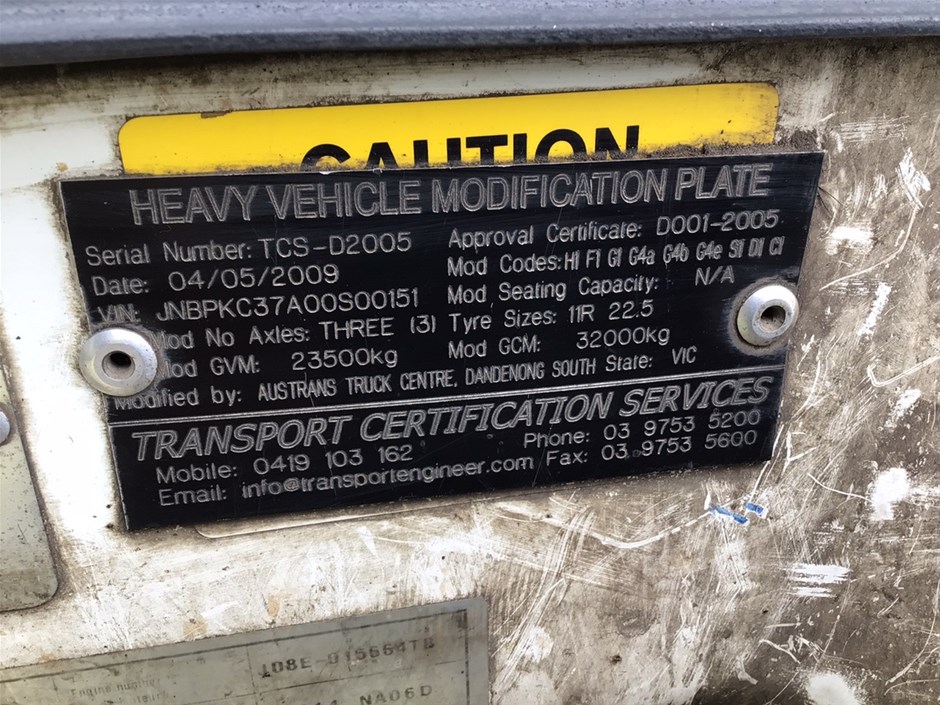 CAUTION
HEAVY VEHICLE MODIFICATION PLATE
Serial Number: TCS-D2005 Approval Certificate: D001-2005
Date: 04/05/2009 Mod Codes: H1 F1 G1 G4a G4b G4e S1 D1 C1
VIN: JNBPKC37A00S00151 Mod Seating Capacity: N/A
Mod No Axles: THREE (3) Tyre Sizes: 11R 22.5
Mod GVM: 23500kg Mod GCM: 32000kg
Modified by: AUSTRANS TRUCK CENTRE, DANDENONG SOUTH State: VIC
TRANSPORT CERTIFICATION SERVICES
Mobile: 0419 103 162 Phone: 03 9753 5200
Email: info@transportengineer.com Fax: 03 9753 5600
Engine number
NA06D